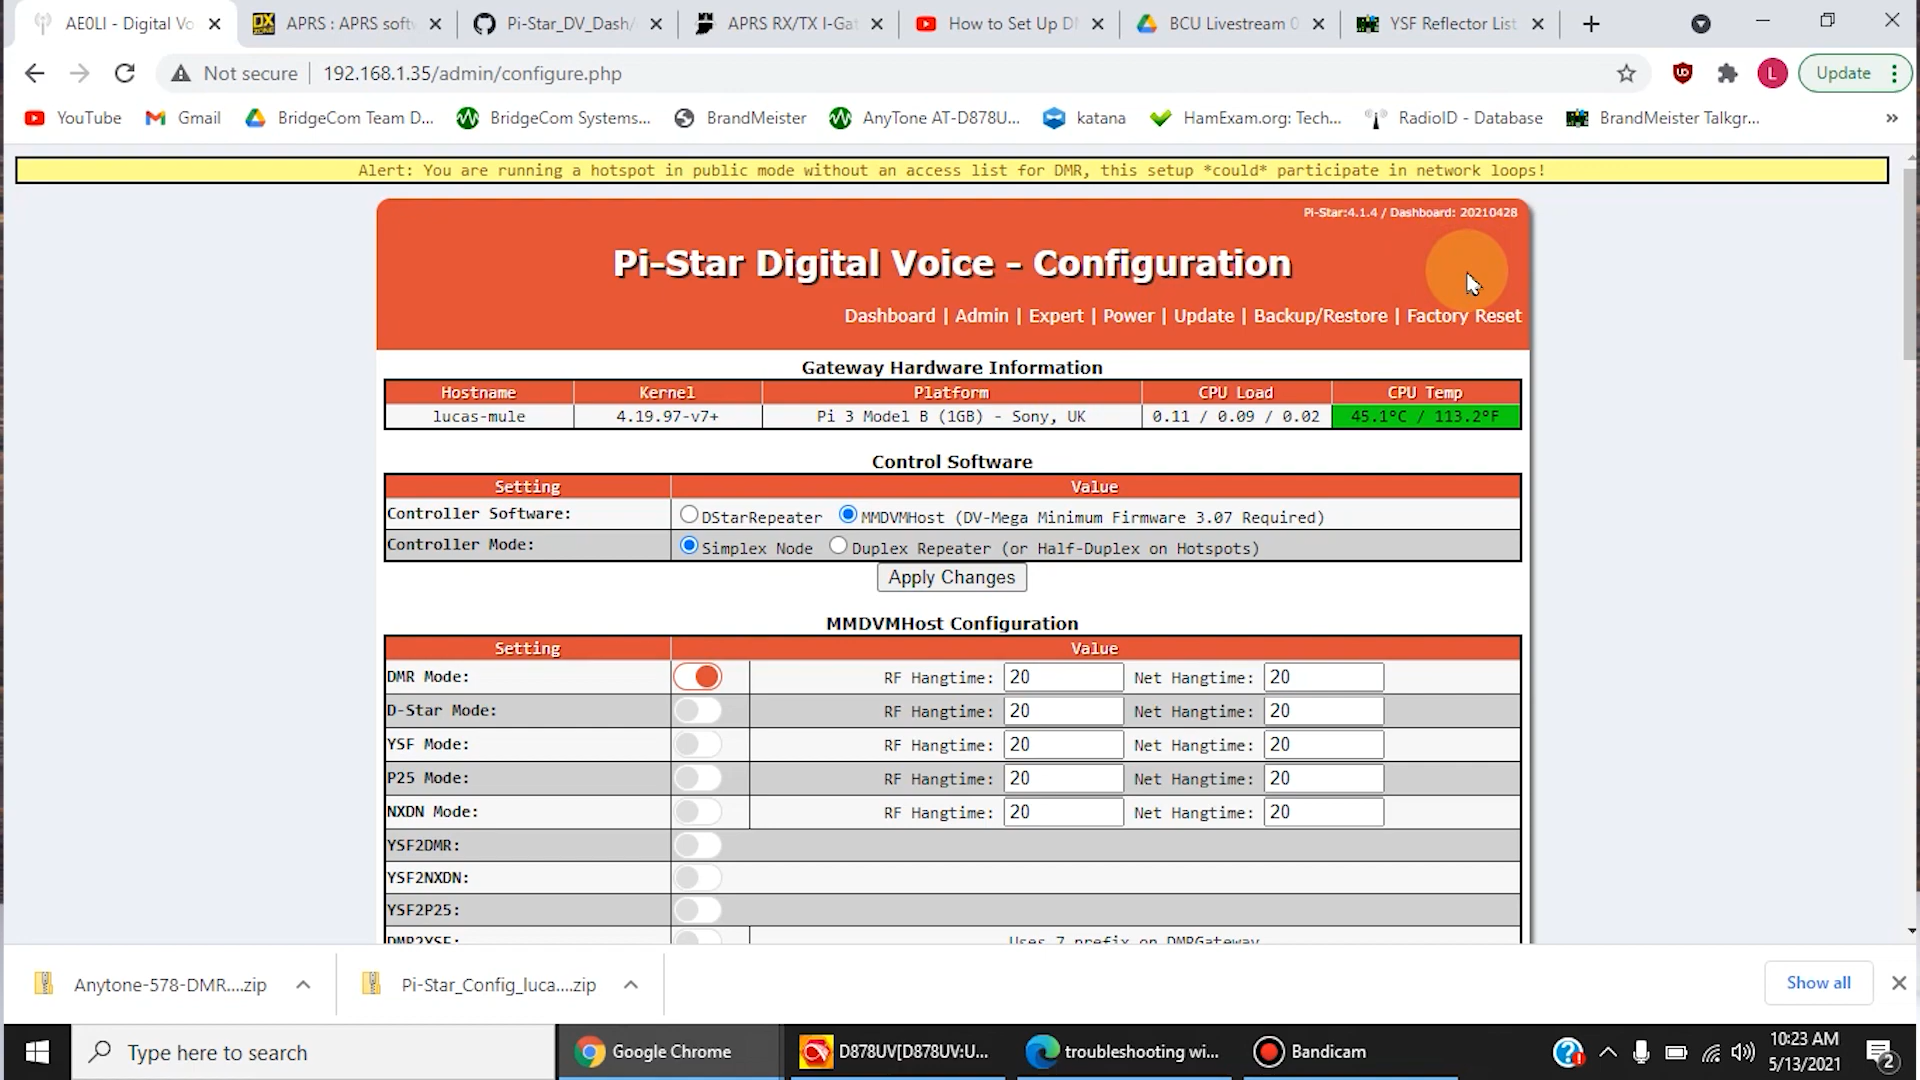 AE0LI - Digital Vo
APRS : APRS softw
Pi-Star_DV_Dash/
APRS RX/TX I-Gat
How to Set Up D
BCU Livestream 0
YSF Reflector List
Not secure
192.168.1.35/admin/configure.php
L
Update
YouTube
Gmail
BridgeCom Team D...
BridgeCom Systems...
BrandMeister
AnyTone AT-D878U...
katana
HamExam.org: Tech...
RadioID - Database
BrandMeister Talkgr...
»
Alert: You are running a hotspot in public mode without an access list for DMR, this setup *could* participate in network loops!
Pi-Star:4.1.4 / Dashboard: 20210428
Pi-Star Digital Voice - Configuration
Dashboard | Admin | Expert | Power | Update | Backup/Restore | Factory Reset
Gateway Hardware Information
Hostname Kernel Platform CPU Load CPU Temp
lucas-mule 4.19.97-v7+ Pi 3 Model B (1GB) - Sony, UK 0.11 / 0.09 / 0.02 45.1°C / 113.2°F
Control Software
Setting Value
Controller Software: DStarRepeater MMDVMHost (DV-Mega Minimum Firmware 3.07 Required)
Controller Mode: Simplex Node Duplex Repeater (or Half-Duplex on Hotspots)
Apply Changes
MMDVMHost Configuration
Setting Value
DMR Mode: RF Hangtime: 20 Net Hangtime: 20
D-Star Mode: RF Hangtime: 20 Net Hangtime: 20
YSF Mode: RF Hangtime: 20 Net Hangtime: 20
P25 Mode: RF Hangtime: 20 Net Hangtime: 20
NXDN Mode: RF Hangtime: 20 Net Hangtime: 20
YSF2DMR:
YSF2NXDN:
YSF2P25:
DMR2YSF: Uses 7 prefix on DMRGateway
Anytone-578-DMR....zip
Pi-Star_Config_luca....zip
Show all
Type here to search
Google Chrome
D878UV[D878UV:U...
troubleshooting wi...
Bandicam
10:23 AM
5/13/2021
2